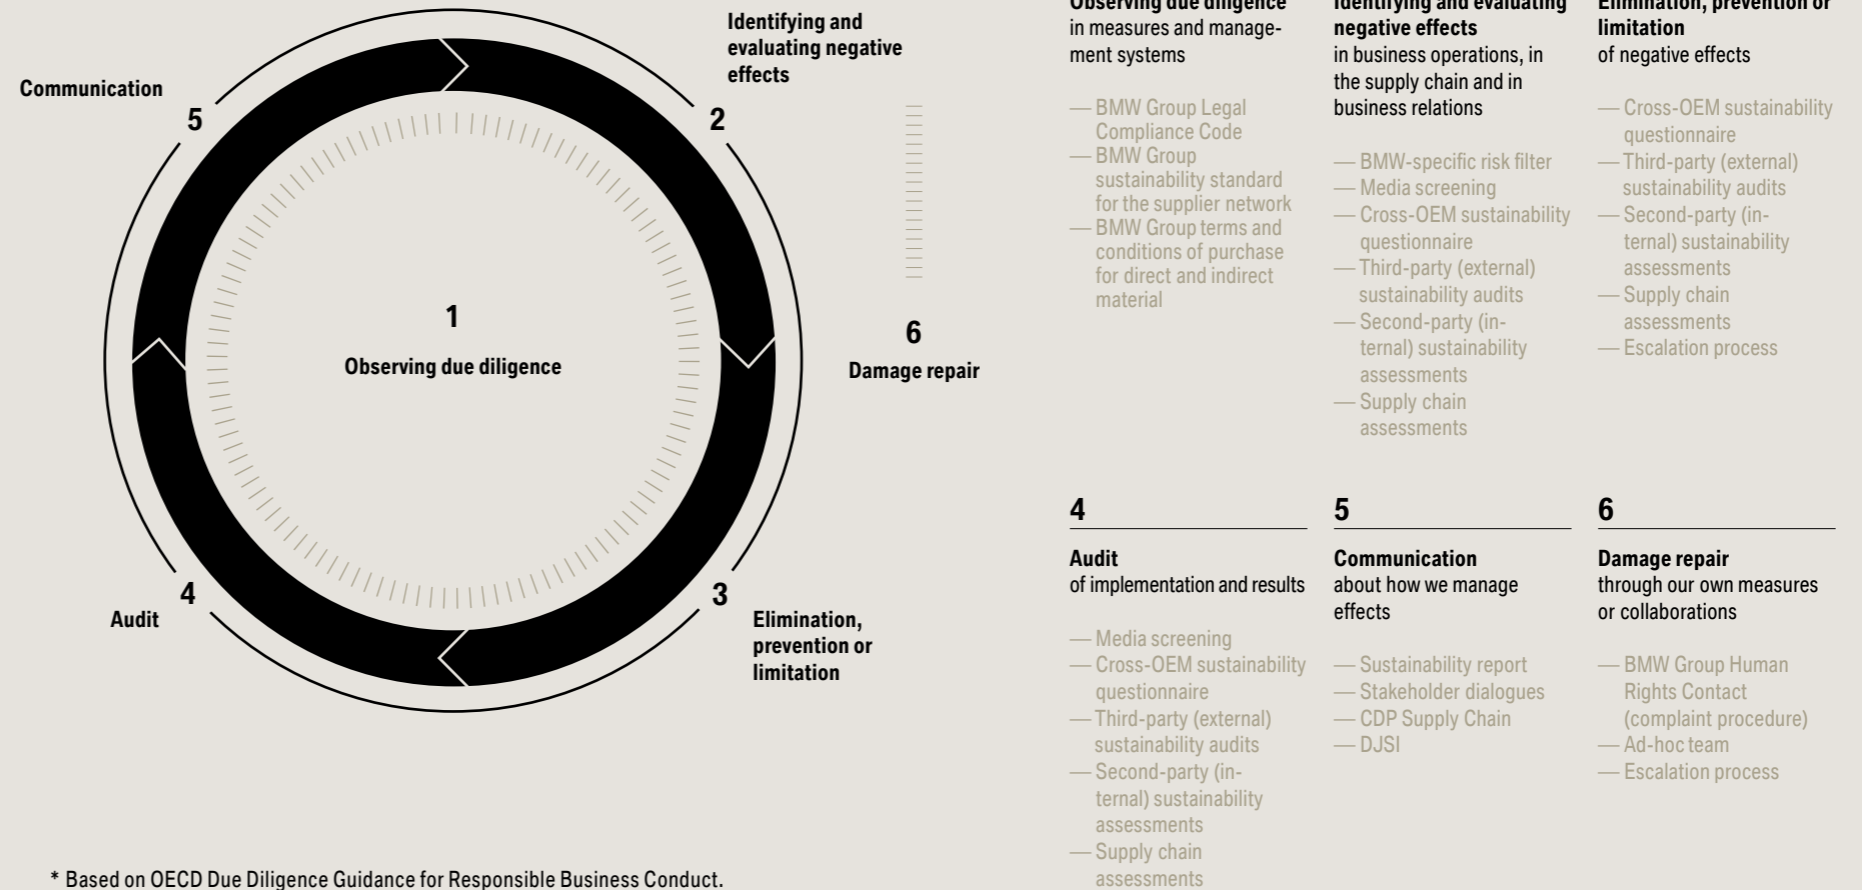 Identifying and
evaluating negative
effects
Communication
5
2
1
Observing due diligence
6
Damage repair
4
Audit
3
Elimination,
prevention or
limitation
* Based on OECD Due Diligence Guidance for Responsible Business Conduct.
Observing due diligence
in measures and manage-
ment systems
— BMW Group Legal
Compliance Code
— BMW Group
sustainability standard
for the supplier network
— BMW Group terms and
conditions of purchase
for direct and indirect
material
Identifying and evaluating
negative effects
in business operations, in
the supply chain and in
business relations
— BMW-specific risk filter
— Media screening
— Cross-OEM sustainability
questionnaire
— Third-party (external)
sustainability audits
— Second-party (in-
ternal) sustainability
assessments
— Supply chain
assessments
Elimination, prevention or
limitation
of negative effects
— Cross-OEM sustainability
questionnaire
— Third-party (external)
sustainability audits
— Second-party (in-
ternal) sustainability
assessments
— Supply chain
assessments
— Escalation process
4
Audit
of implementation and results
— Media screening
— Cross-OEM sustainability
questionnaire
— Third-party (external)
sustainability audits
— Second-party (in-
ternal) sustainability
assessments
— Supply chain
assessments
5
Communication
about how we manage
effects
— Sustainability report
— Stakeholder dialogues
— CDP Supply Chain
— DJSI
6
Damage repair
through our own measures
or collaborations
— BMW Group Human
Rights Contact
(complaint procedure)
— Ad-hoc team
— Escalation process